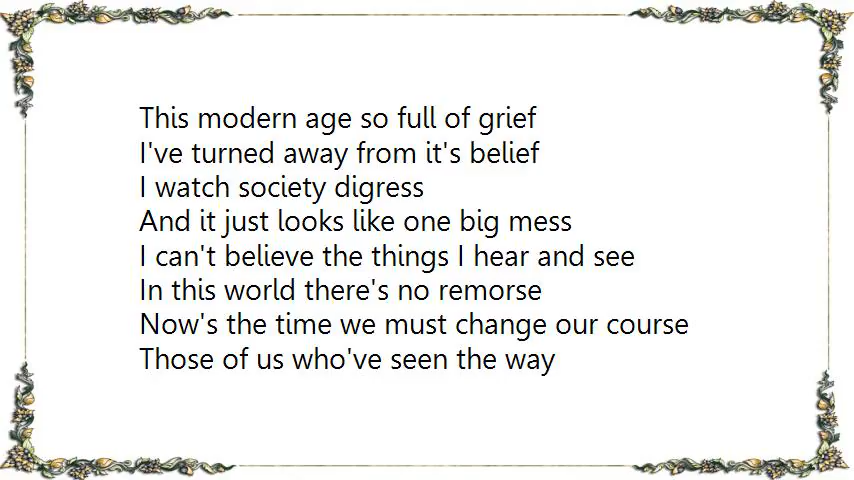 This modern age so full of grief
I've turned away from it's belief
I watch society digress
And it just looks like one big mess
I can't believe the things I hear and see
In this world there's no remorse
Now's the time we must change our course
Those of us who've seen the way